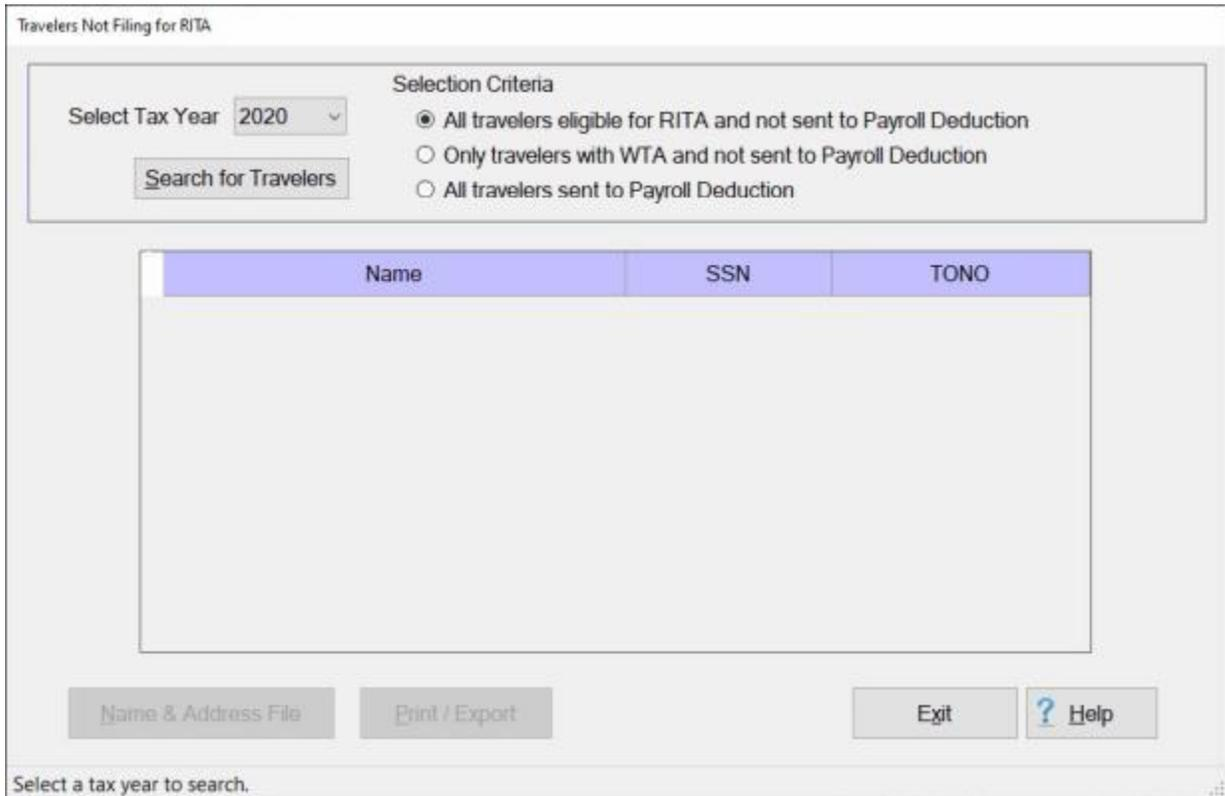 Travelers Not Filing for RITA
Selection Criteria
Select Tax Year 2020
All travelers eligible for RITA and not sent to Payroll Deduction
Only travelers with WTA and not sent to Payroll Deduction
Search for Travelers
All travelers sent to Payroll Deduction
Name SSN TONO
Name & Address File Print / Export Exit ? Help
Select a tax year to search.